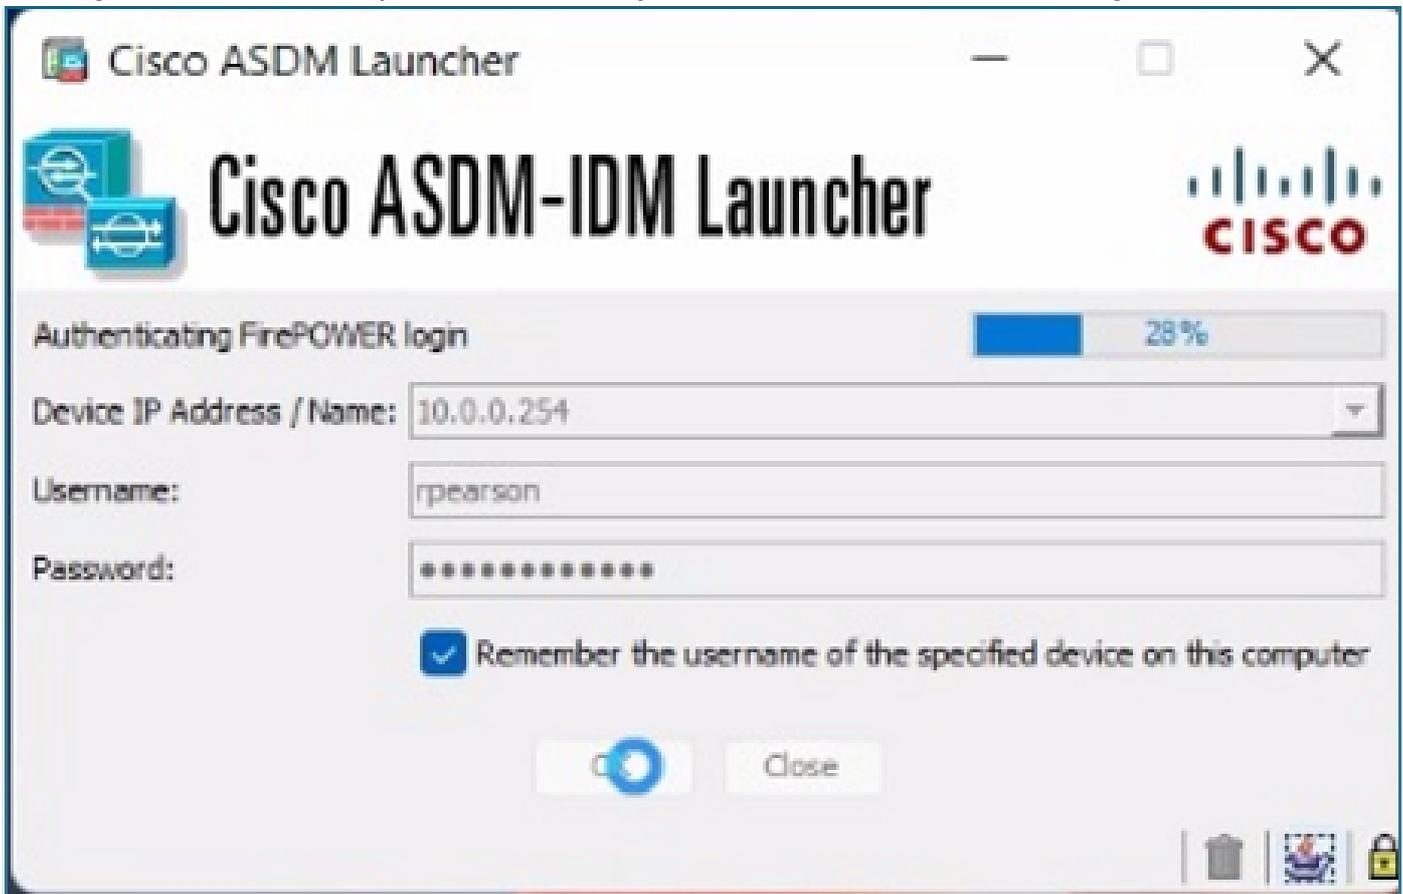 Cisco ASDM Launcher
Cisco ASDM-IDM Launcher
CISCO
Authenticating FirePOWER login
28%
Device IP Address / Name: 10.0.0.254
Username: rpearson
Password: ●●●●●●●●●●●●
Remember the username of the specified device on this computer
Close